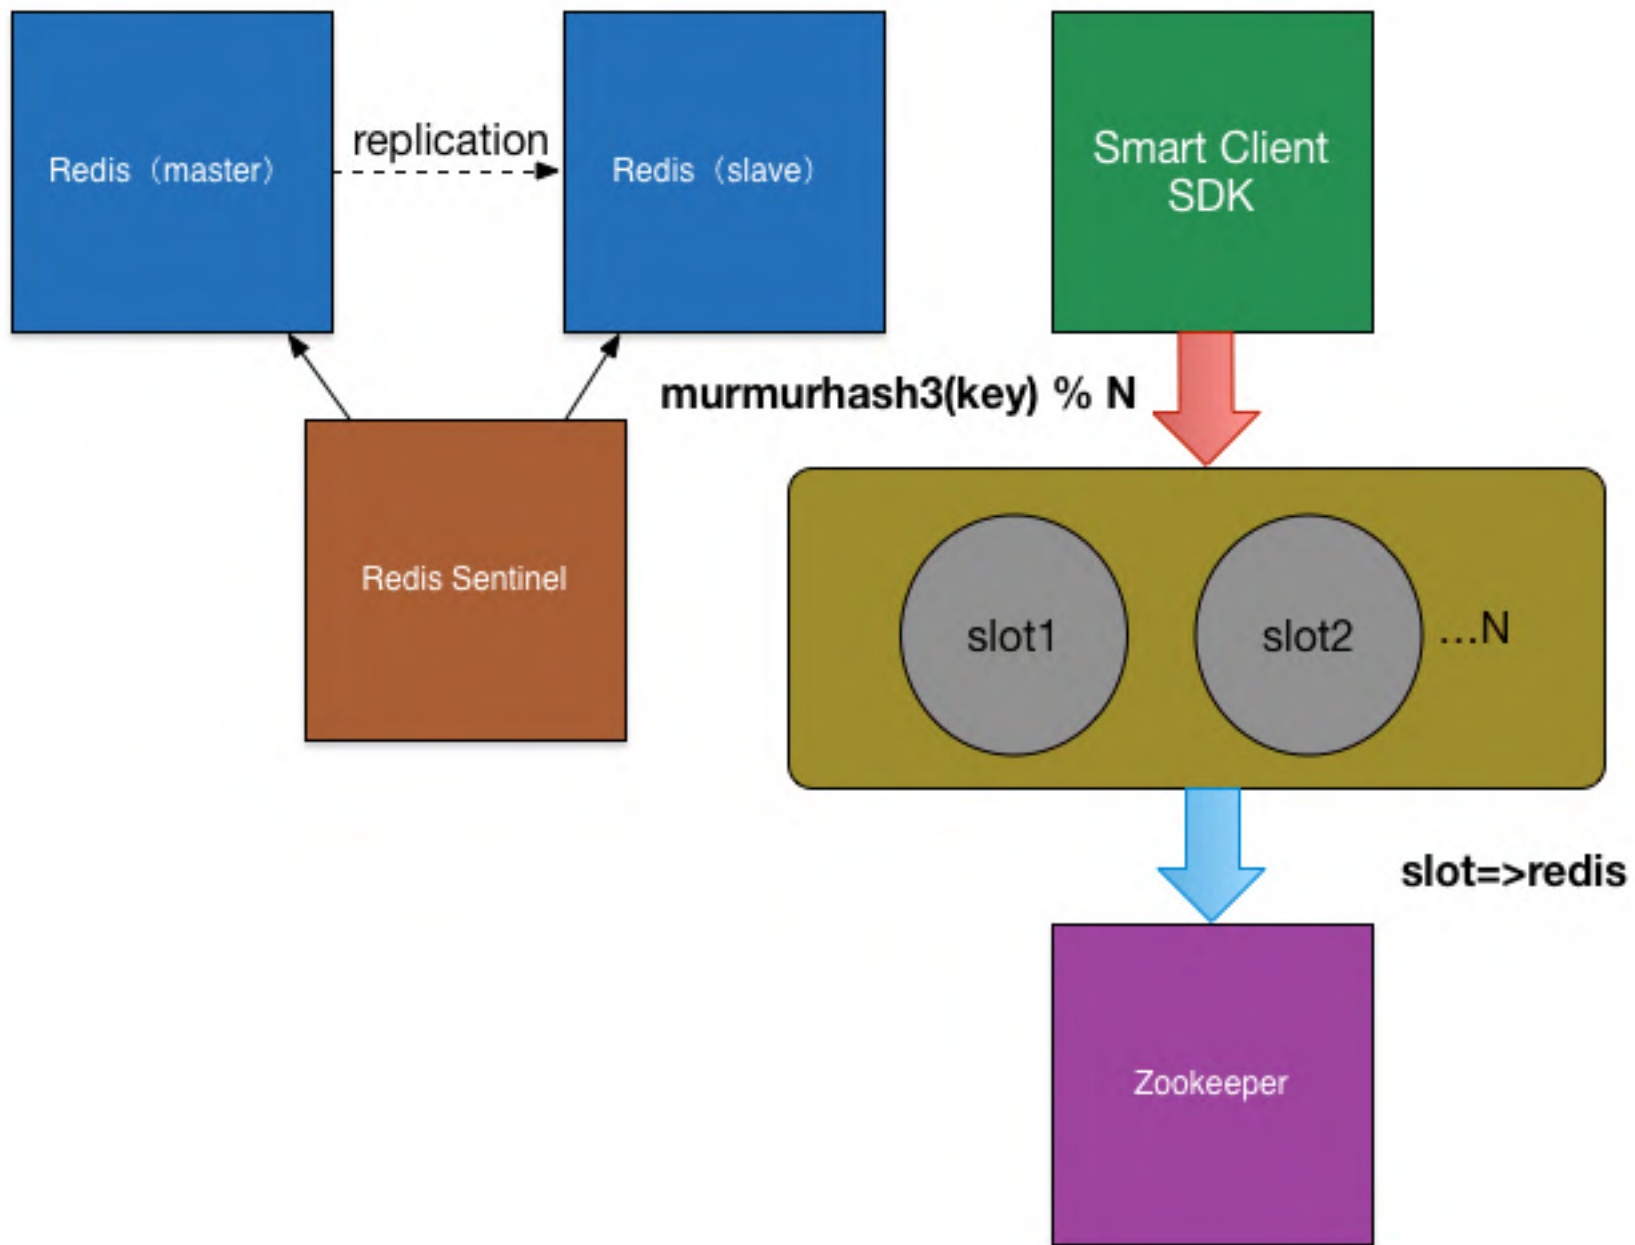 Redis（master）
replication
Redis（slave）
Smart Client
SDK
murmurhash3(key) % N
Redis Sentinel
slot1
slot2
...N
slot=>redis
Zookeeper